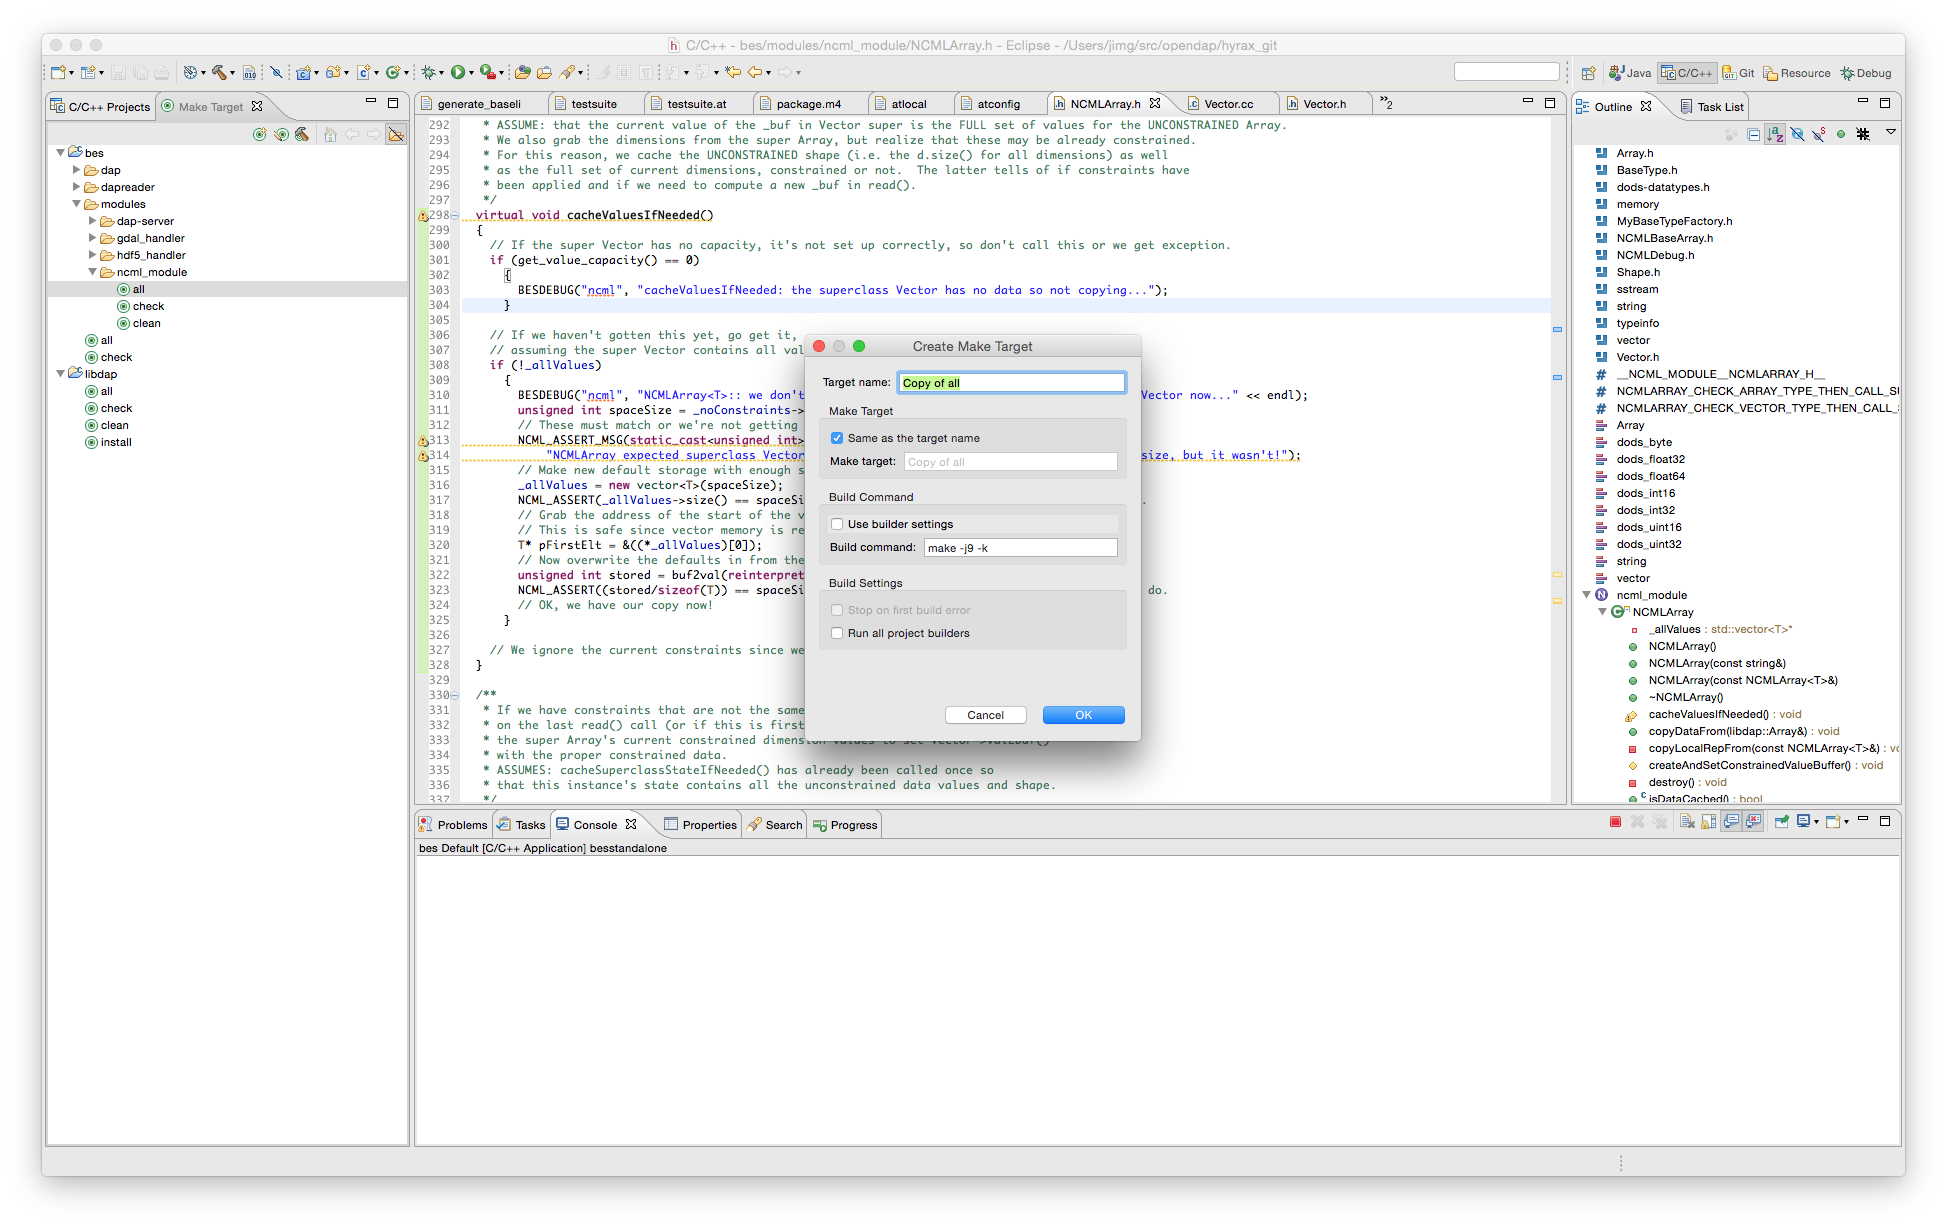 C/C++ - bes/modules/ncml_module/NCMLArray.h - Eclipse - /Users/jimg/src/opendap/hyrax_git
Java
C/C++
Git
Resource
Debug
C/C++ Projects
Make Target
bes
dap
dapreader
modules
dap-server
gdal_handler
hdf5_handler
ncml_module
all
check
clean
all
check
libdap
all
check
clean
install
generate_baseli
testsuite
testsuite.at
package.m4
atlocal
atconfig
NCMLArray.h
Vector.cc
Vector.h
»2
292 * ASSUME: that the current value of the _buf in Vector super is the FULL set of values for the UNCONSTRAINED Array.
293 * We also grab the dimensions from the super Array, but realize that these may be already constrained.
294 * For this reason, we cache the UNCONSTRAINED shape (i.e. the d.size() for all dimensions) as well
295 * as the full set of current dimensions, constrained or not.  The latter tells of if constraints have
296 * been applied and if we need to compute a new _buf in read().
297 */
298 virtual void cacheValuesIfNeeded()
299 {
300 // If the super Vector has no capacity, it's not set up correctly, so don't call this or we get exception.
301 if (get_value_capacity() == 0)
302 {
303 BESDEBUG("ncml", "cacheValuesIfNeeded: the superclass Vector has no data so not copying...");
304 }
305
306 // If we haven't gotten this yet, go get it,
307 // assuming the super Vector contains all val
308 if (!_allValues)
309 {
310 BESDEBUG("ncml", "NCMLArray<T>:: we don't Vector now..." << endl);
311 unsigned int spaceSize = _noConstraints->
312 // These must match or we're not getting
313 NCML_ASSERT_MSG(static_cast<unsigned int>
314 "NCMLArray expected superclass Vector size, but it wasn't!");
315 // Make new default storage with enough s
316 _allValues = new vector<T>(spaceSize);
317 NCML_ASSERT(_allValues->size() == spaceSi .
318 // Grab the address of the start of the v
319 // This is safe since vector memory is re
320 T* pFirstElt = &((*_allValues)[0]);
321 // Now overwrite the defaults in from the
322 unsigned int stored = buf2val(reinterpret
323 NCML_ASSERT((stored/sizeof(T)) == spaceSi do.
324 // OK, we have our copy now!
325 }
326
327 // We ignore the current constraints since we
328 }
329
330 /**
331 * If we have constraints that are not the same
332 * on the last read() call (or if this is first
333 * the super Array's current constrained dimension values to set Vector->val2buf()
334 * with the proper constrained data.
335 * ASSUMES: cacheSuperclassStateIfNeeded() has already been called once so
336 * that this instance's state contains all the unconstrained data values and shape.
337 */
Create Make Target
Target name: Copy of all
Make Target
Same as the target name
Make target: Copy of all
Build Command
Use builder settings
Build command: make -j9 -k
Build Settings
Stop on first build error
Run all project builders
Cancel
OK
Outline
Task List
Array.h
BaseType.h
dods-datatypes.h
memory
MyBaseTypeFactory.h
NCMLBaseArray.h
NCMLDebug.h
Shape.h
sstream
string
typeinfo
vector
Vector.h
__NCML_MODULE__NCMLARRAY_H__
NCMLARRAY_CHECK_ARRAY_TYPE_THEN_CALL_SU
NCMLARRAY_CHECK_VECTOR_TYPE_THEN_CALL_
Array
dods_byte
dods_float32
dods_float64
dods_int16
dods_int32
dods_uint16
dods_uint32
string
vector
ncml_module
NCMLArray
_allValues : std::vector<T>*
NCMLArray()
NCMLArray(const string&)
NCMLArray(const NCMLArray<T>&)
~NCMLArray()
cacheValuesIfNeeded() : void
copyDataFrom(libdap::Array&) : void
copyLocalRepFrom(const NCMLArray<T>&) : vo
createAndSetConstrainedValueBuffer() : void
destroy() : void
isDataCached() : bool
Problems
Tasks
Console
Properties
Search
Progress
bes Default [C/C++ Application] besstandalone